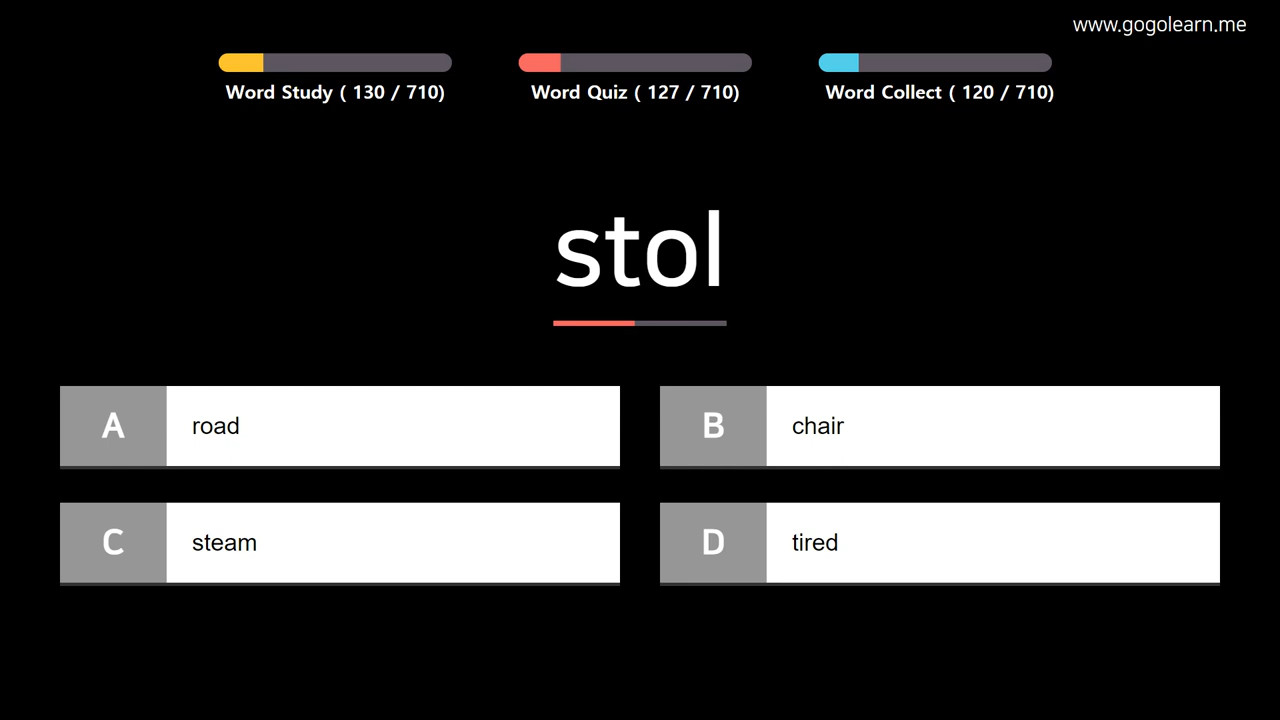 www.gogolearn.me
Word Study ( 130 / 710)
Word Quiz ( 127 / 710)
Word Collect ( 120 / 710)
stol
A road
B chair
C steam
D tired